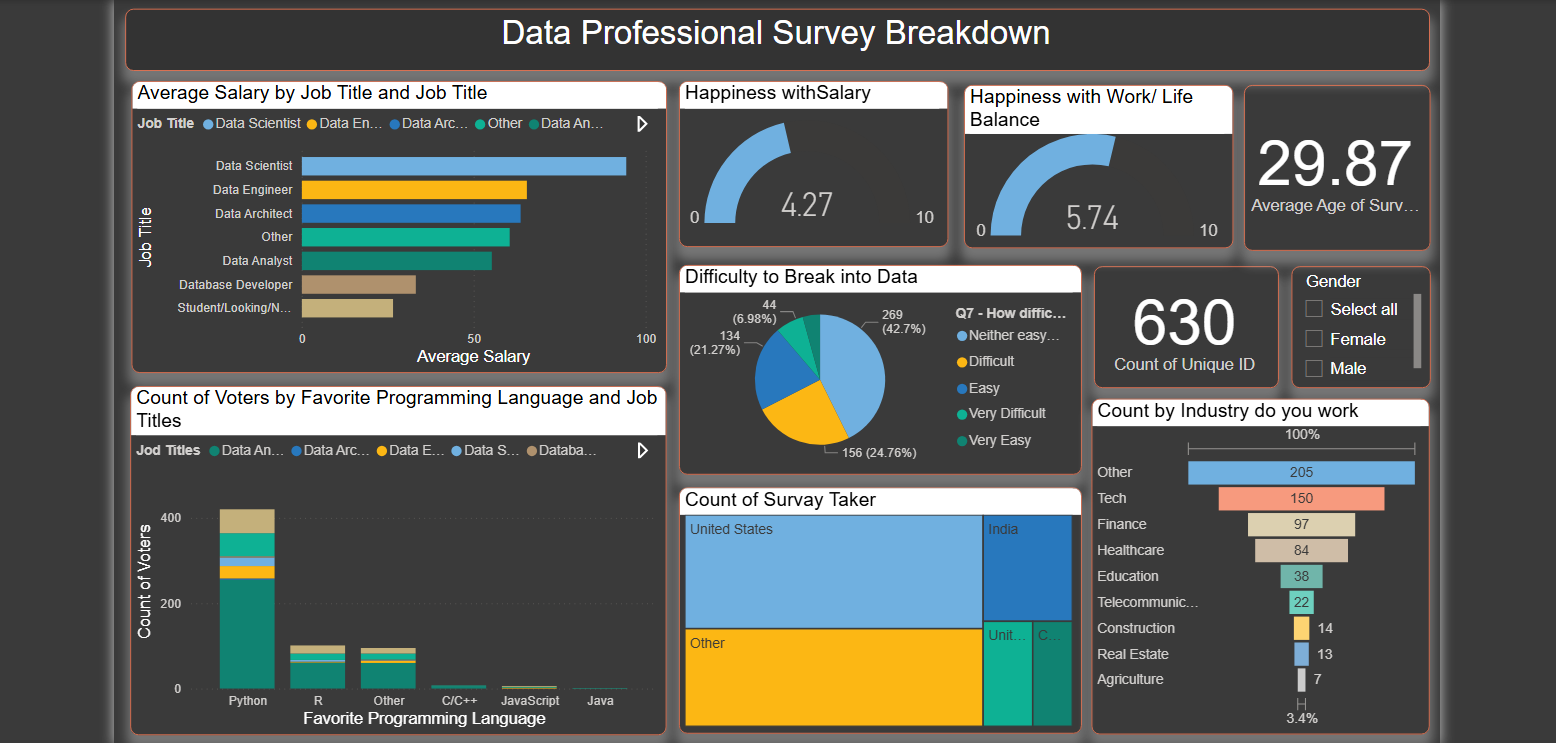 Data Professional Survey Breakdown
Average Salary by Job Title and Job Title
Job Title Data Scientist Data En... Data Arc... Other Data An...
Job Title
Data Scientist
Data Engineer
Data Architect
Other
Data Analyst
Database Developer
Student/Looking/N...
0 50 100
Average Salary
Happiness withSalary
4.27
0 10
Happiness with Work/ Life
Balance
5.74
0 10
29.87
Average Age of Surv...
Difficulty to Break into Data
44
(6.98%)
134
(21.27%)
269
(42.7%)
156 (24.76%)
Q7 - How diffic...
Neither easy...
Difficult
Easy
Very Difficult
Very Easy
630
Count of Unique ID
Gender
Select all
Female
Male
Count of Voters by Favorite Programming Language and Job
Titles
Jod Titles Data An... Data Arc... Data E... Data S... Databa...
Count of Voters
400
200
0
Python R Other C/C++ JavaScript Java
Favorite Programming Language
Count of Survay Taker
United States
India
Other
Unit...
C...
Count by Industry do you work
100%
Other 205
Tech 150
Finance 97
Healthcare 84
Education 38
Telecommunic... 22
Construction 14
Real Estate 13
Agriculture 7
3.4%